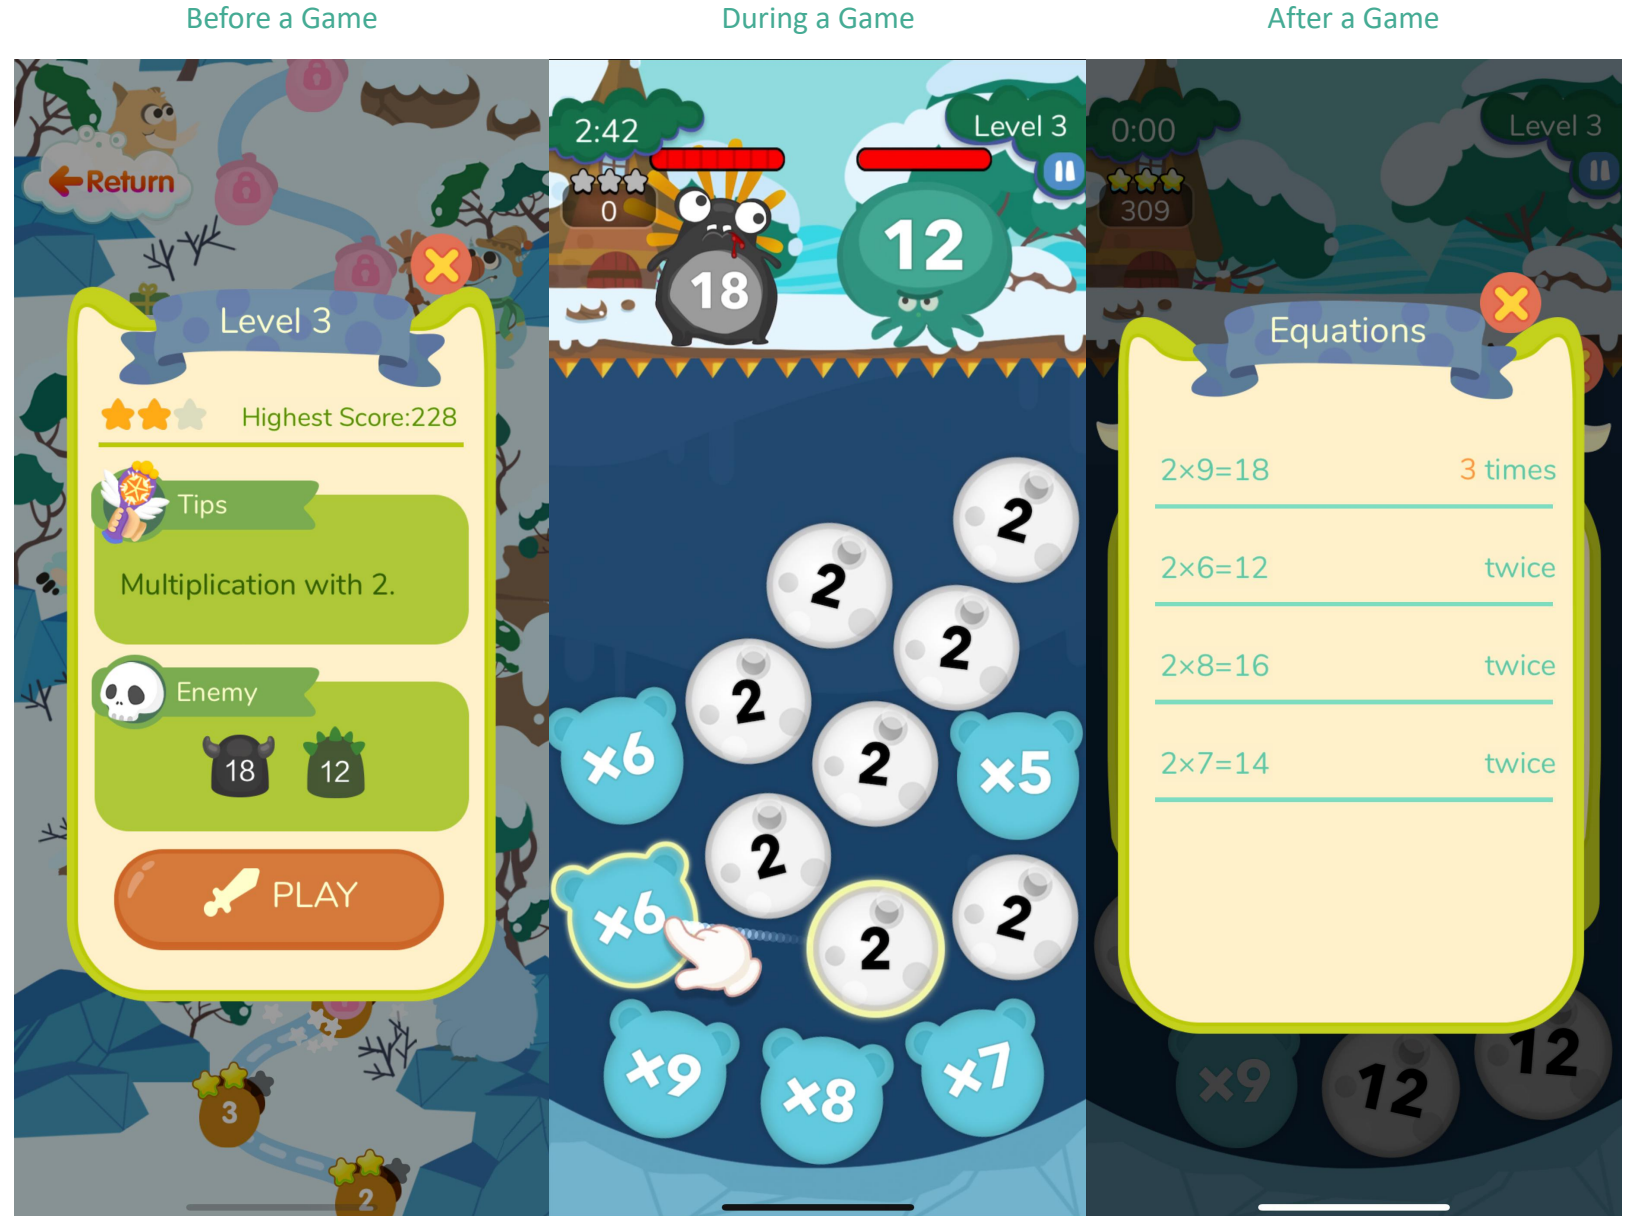 Before a Game
During a Game
After a Game
Return
Level 3
Highest Score:228
Tips
Multiplication with 2.
Enemy
18
12
PLAY
3
2
2:42
Level 3
0
18
12
2
2
2
2
×6
2
×5
2
×6
2
2
×9
×8
×7
0:00
Level 3
309
Equations
2×9=18
3 times
2×6=12
twice
2×8=16
twice
2×7=14
twice
×9
12
12